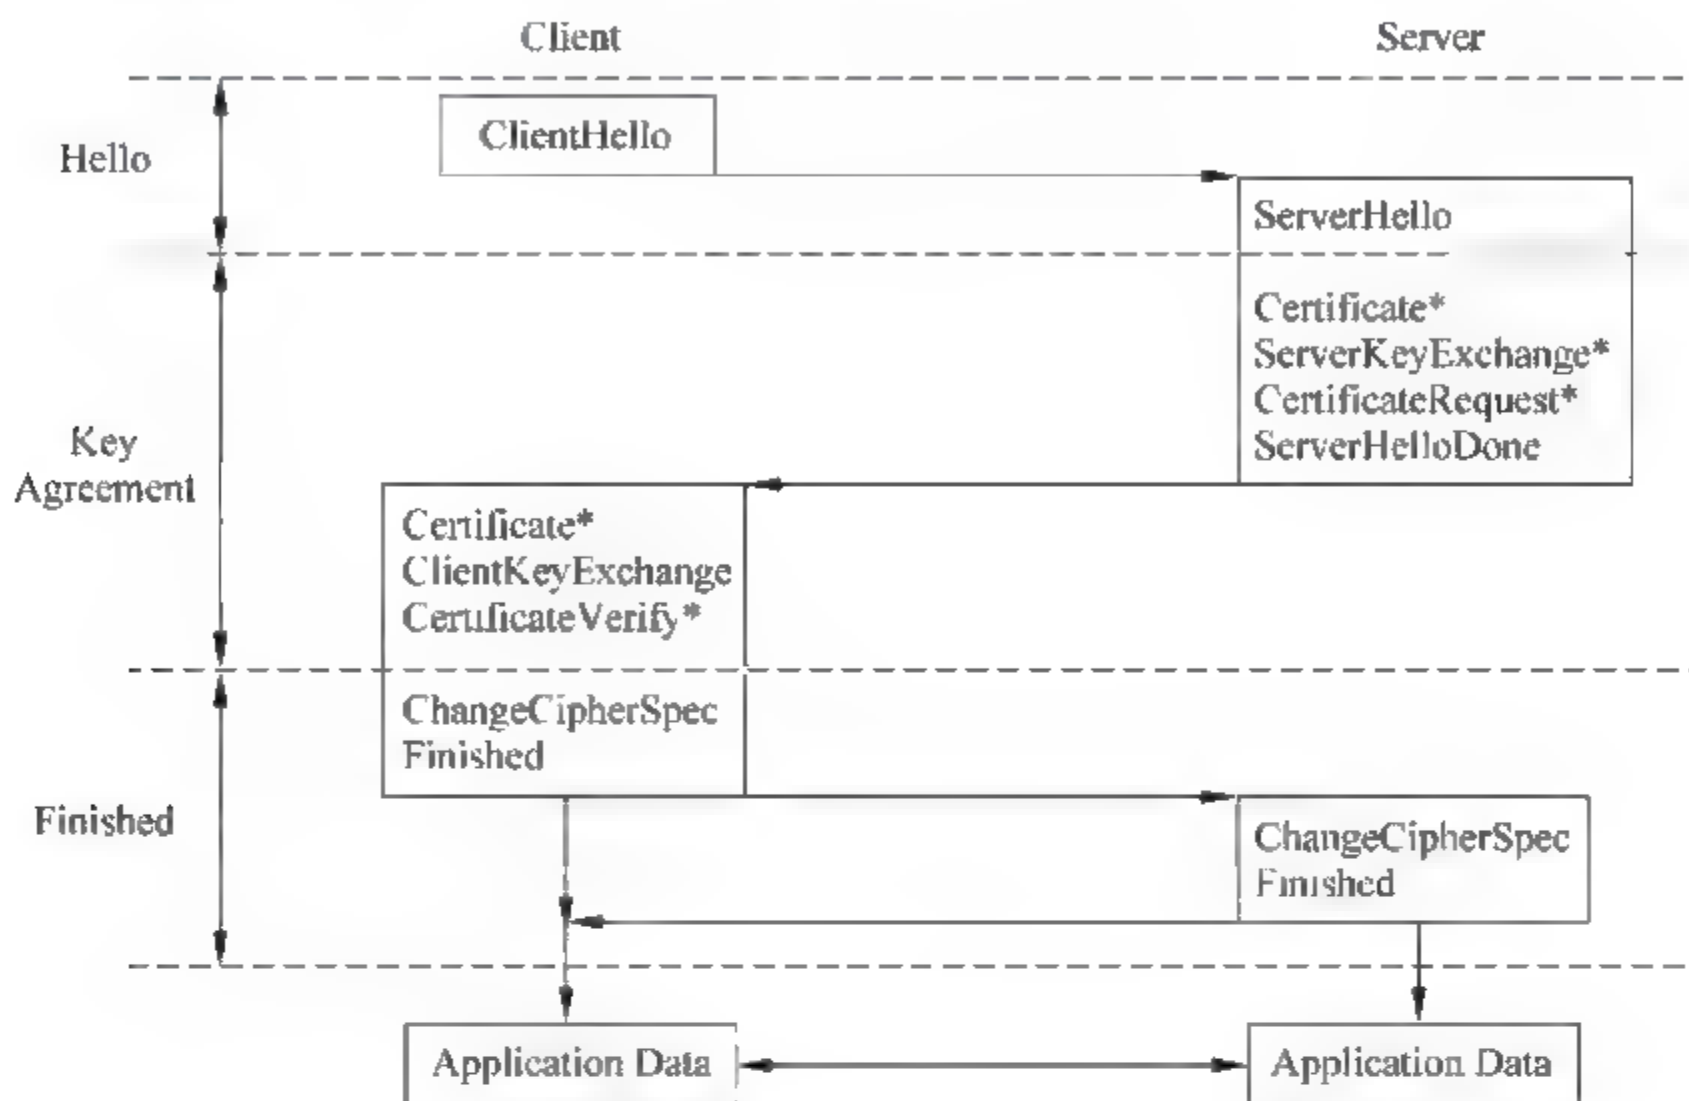 Client
Server
Hello
ClientHello
ServerHello
Key
Agreement
Certificate*
ServerKeyExchange*
CertificateRequest*
ServerHelloDone
Certificate*
ClientKeyExchange
CertificateVerify*
Finished
ChangeCipherSpec
Finished
ChangeCipherSpec
Finished
Application Data
Application Data